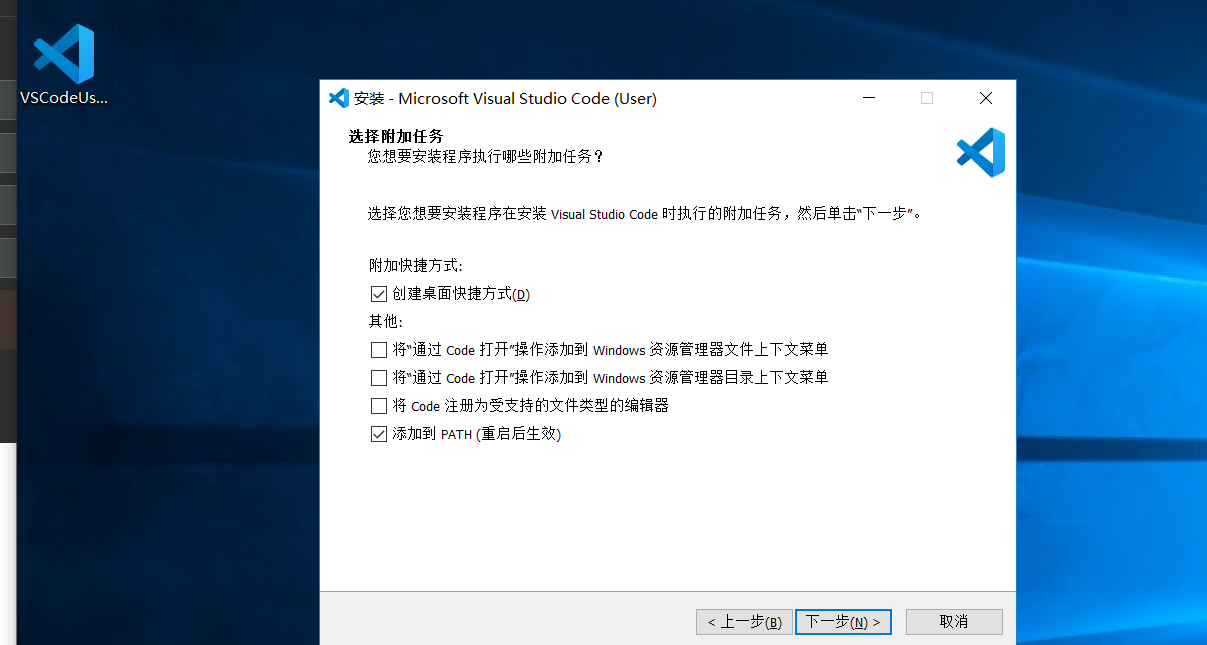 VSCodeUs...
安装 - Microsoft Visual Studio Code (User)
选择附加任务
您想要安装程序执行哪些附加任务？
选择您想要安装程序在安装 Visual Studio Code 时执行的附加任务，然后单击“下一步”。
附加快捷方式:
创建桌面快捷方式(D)
其他:
将“通过 Code 打开”操作添加到 Windows 资源管理器文件上下文菜单
将“通过 Code 打开”操作添加到 Windows 资源管理器目录上下文菜单
将 Code 注册为受支持的文件类型的编辑器
添加到 PATH (重启后生效)
< 上一步(B) 下一步(N) > 取消